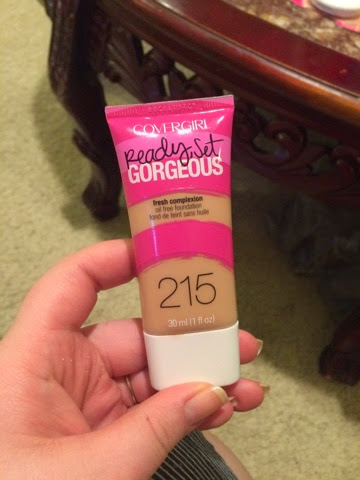 COVERGIRL
Ready, Set
GORGEOUS
fresh complexion
oil free foundation
fond de teint sans huile
215
30 ml (1 fl oz)